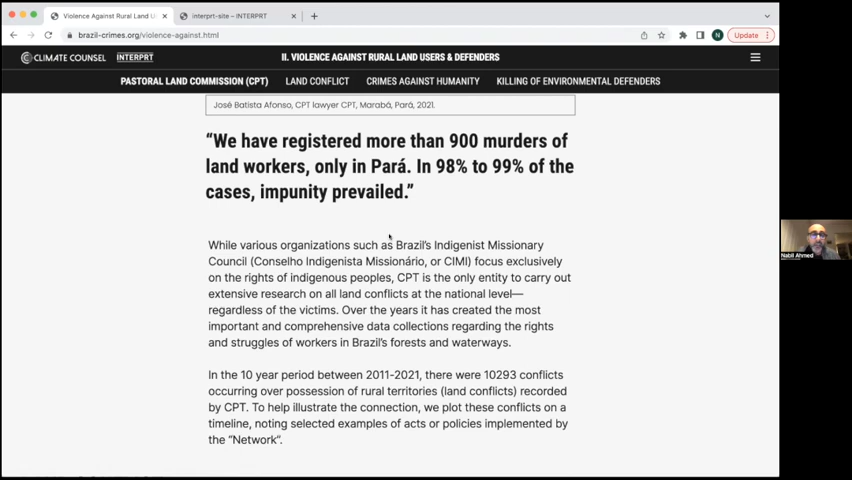 Violence Against Rural Land U
interprt-site – INTERPRT
brazil-crimes.org/violence-against.html
N
Update
CLIMATE COUNSEL
INTERPRT
II. VIOLENCE AGAINST RURAL LAND USERS & DEFENDERS
PASTORAL LAND COMMISSION (CPT)
LAND CONFLICT
CRIMES AGAINST HUMANITY
KILLING OF ENVIRONMENTAL DEFENDERS
José Batista Afonso, CPT lawyer CPT, Marabá, Pará, 2021.
“We have registered more than 900 murders of
land workers, only in Pará. In 98% to 99% of the
cases, impunity prevailed.”
While various organizations such as Brazil’s Indigenist Missionary
Council (Conselho Indigenista Missionário, or CIMI) focus exclusively
on the rights of indigenous peoples, CPT is the only entity to carry out
extensive research on all land conflicts at the national level—
regardless of the victims. Over the years it has created the most
important and comprehensive data collections regarding the rights
and struggles of workers in Brazil’s forests and waterways.
In the 10 year period between 2011-2021, there were 10293 conflicts
occurring over possession of rural territories (land conflicts) recorded
by CPT. To help illustrate the connection, we plot these conflicts on a
timeline, noting selected examples of acts or policies implemented by
the “Network”.
Nabil Ahmed